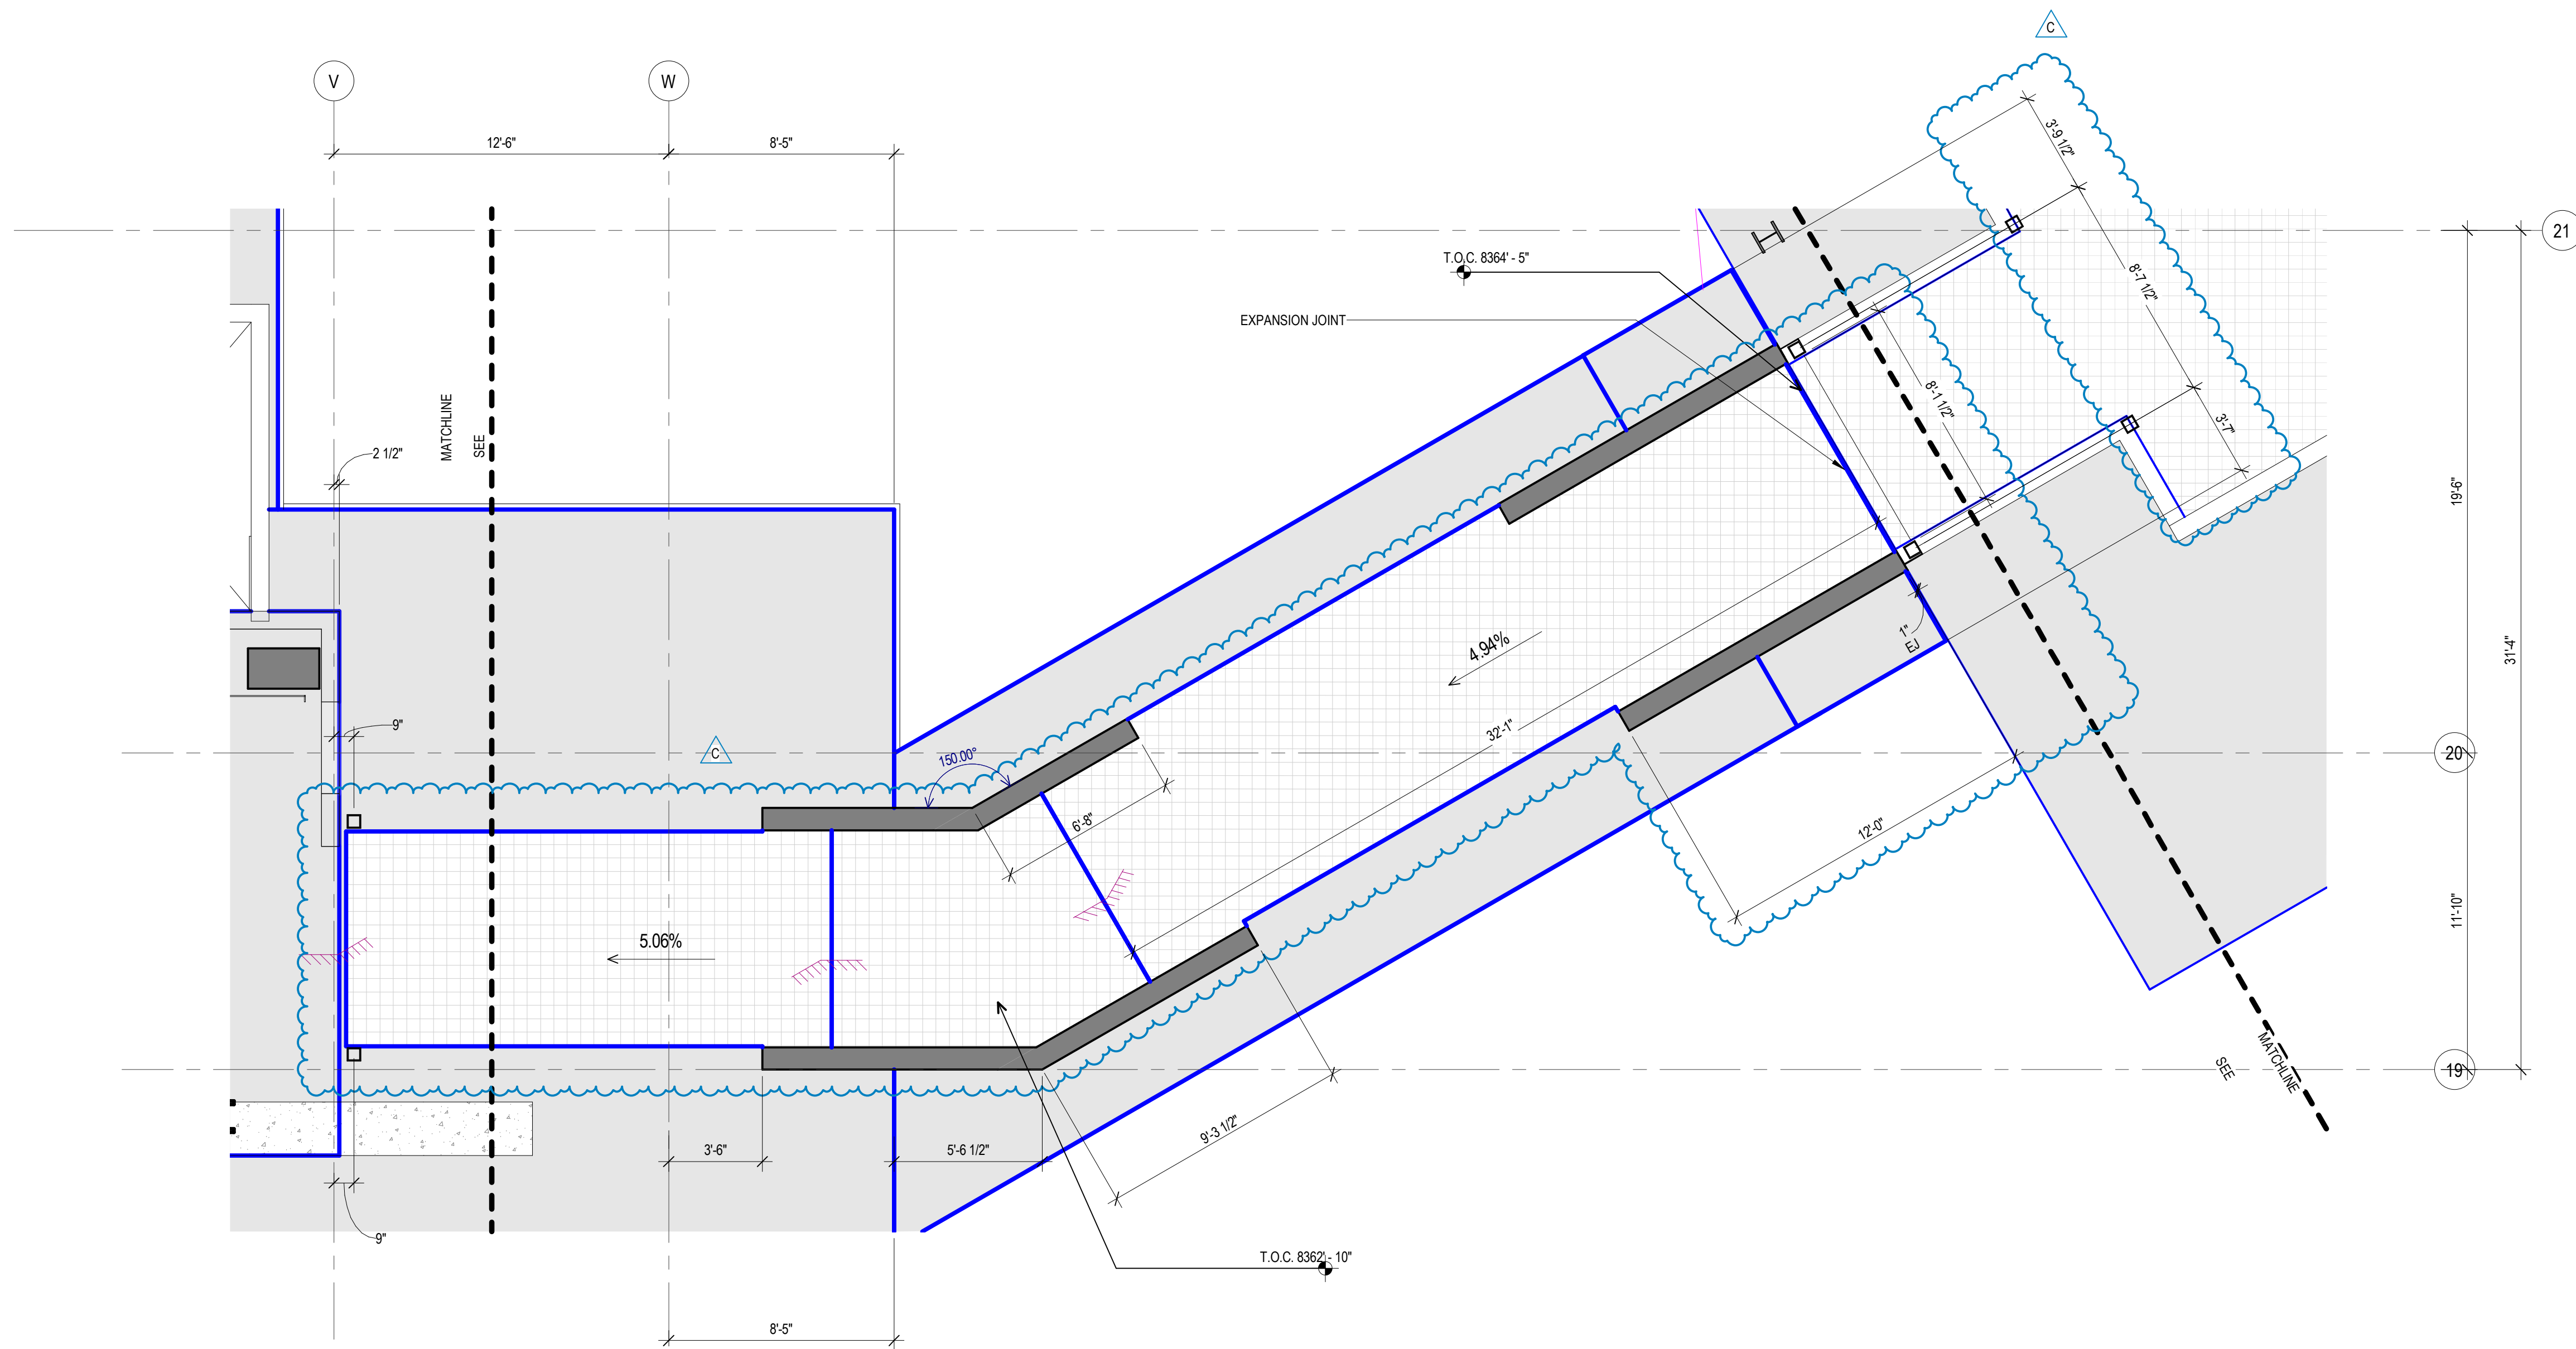 C
V
W
12'-6"
8'-5"
3'-9 1/2"
21
T.O.C. 8364' - 5"
8'-7 1/2"
EXPANSION JOINT
8'-1 1/2"
MATCHLINE
SEE
2 1/2"
3'-7"
19'-6"
1"
EJ
4.94%
31'-4"
9"
32'-1"
C
150.00°
20
6'-8"
12'-0"
11'-10"
5.06%
MATCHLINE
SEE
19
9'-3 1/2"
3'-6"
5'-6 1/2"
9"
T.O.C. 8362' - 10"
8'-5"